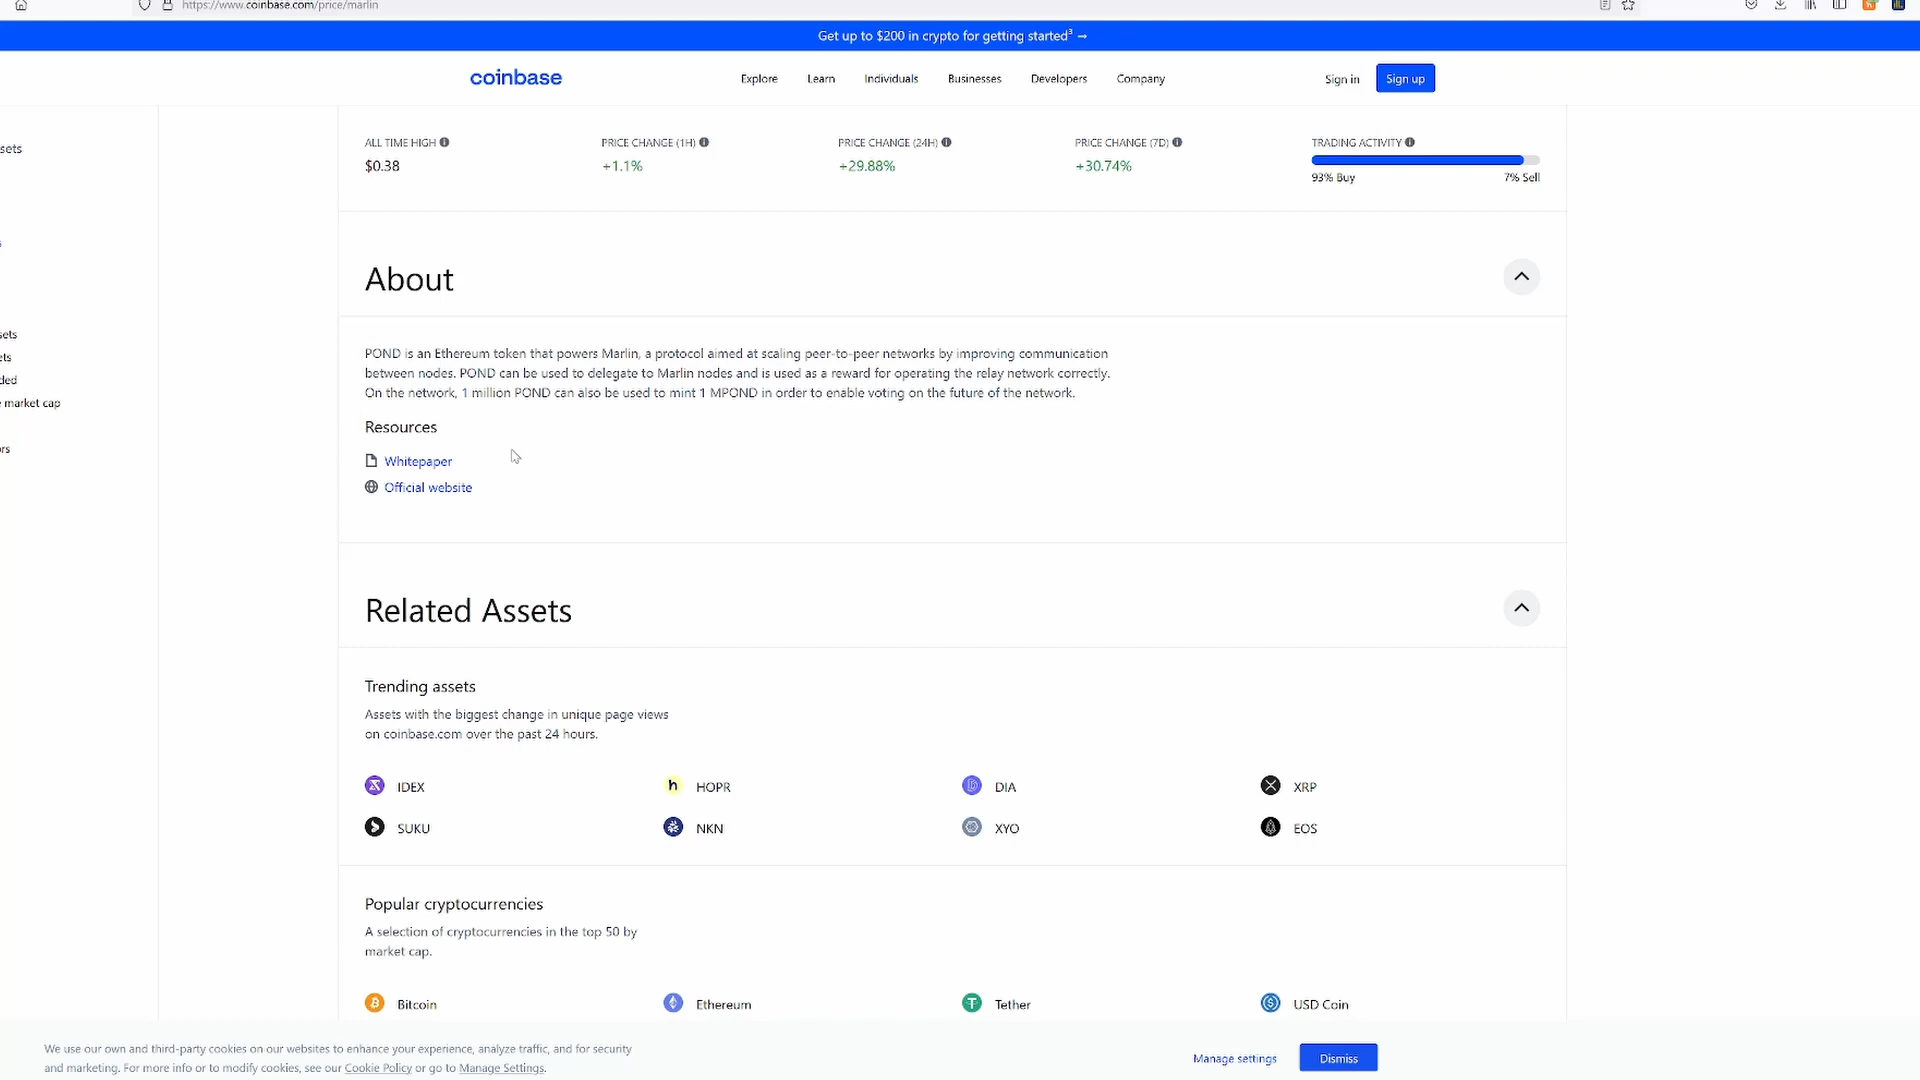 https://www.coinbase.com/price/marlin
Get up to $200 in crypto for getting started³ →
coinbase
Explore
Learn
Individuals
Businesses
Developers
Company
Sign in
Sign up
sets
ets
ets
ded
market cap
rs
ALL TIME HIGH
$0.38
PRICE CHANGE (1H)
+1.1%
PRICE CHANGE (24H)
+29.88%
PRICE CHANGE (7D)
+30.74%
TRADING ACTIVITY
93% Buy
7% Sell
About
POND is an Ethereum token that powers Marlin, a protocol aimed at scaling peer-to-peer networks by improving communication
between nodes. POND can be used to delegate to Marlin nodes and is used as a reward for operating the relay network correctly.
On the network, 1 million POND can also be used to mint 1 MPOND in order to enable voting on the future of the network.
Resources
Whitepaper
Official website
Related Assets
Trending assets
Assets with the biggest change in unique page views
on coinbase.com over the past 24 hours.
IDEX
HOPR
DIA
XRP
SUKU
NKN
XYO
EOS
Popular cryptocurrencies
A selection of cryptocurrencies in the top 50 by
market cap.
Bitcoin
Ethereum
Tether
USD Coin
We use our own and third-party cookies on our websites to enhance your experience, analyze traffic, and for security
and marketing. For more info or to modify cookies, see our Cookie Policy or go to Manage Settings.
Manage settings
Dismiss